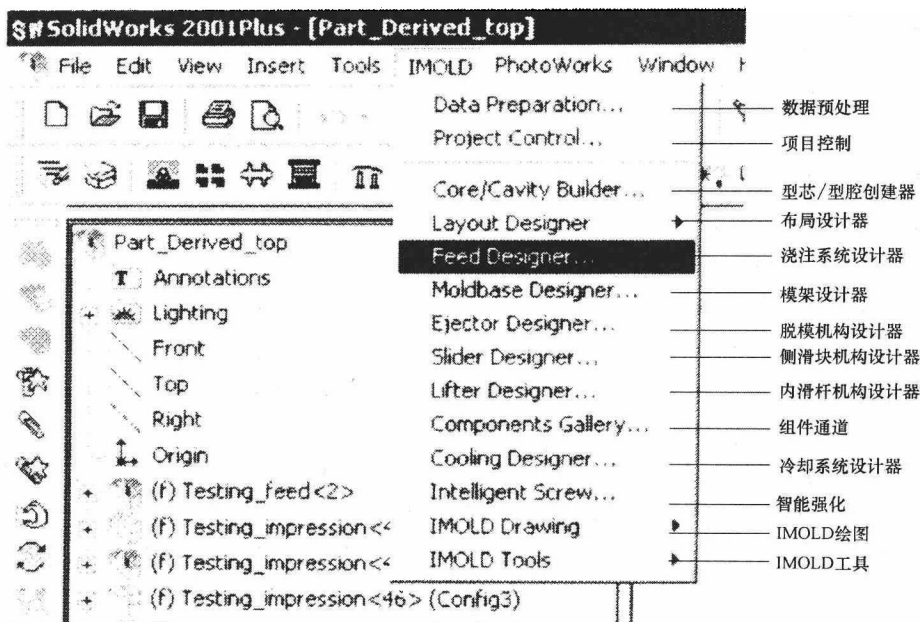 SolidWorks 2001Plus - [Part_Derived_top]
File Edit View Insert Tools IMOLD PhotoWorks Window
Data Preparation... 数据预处理
Project Control... 项目控制
Core/Cavity Builder... 型芯/型腔创建器
Layout Designer 布局设计器
Feed Designer... 浇注系统设计器
Moldbase Designer... 模架设计器
Ejector Designer... 脱模机构设计器
Slider Designer... 侧滑块机构设计器
Lifter Designer... 内滑杆机构设计器
Components Gallery... 组件通道
Cooling Designer... 冷却系统设计器
Intelligent Screw... 智能强化
IMOLD Drawing IMOLD绘图
IMOLD Tools IMOLD工具
Part_Derived_top
Annotations
Lighting
Front
Top
Right
Origin
(f) Testing_feed<2>
(f) Testing_impression<4
(f) Testing_impression<4
(f) Testing_impression<46> (Config3)